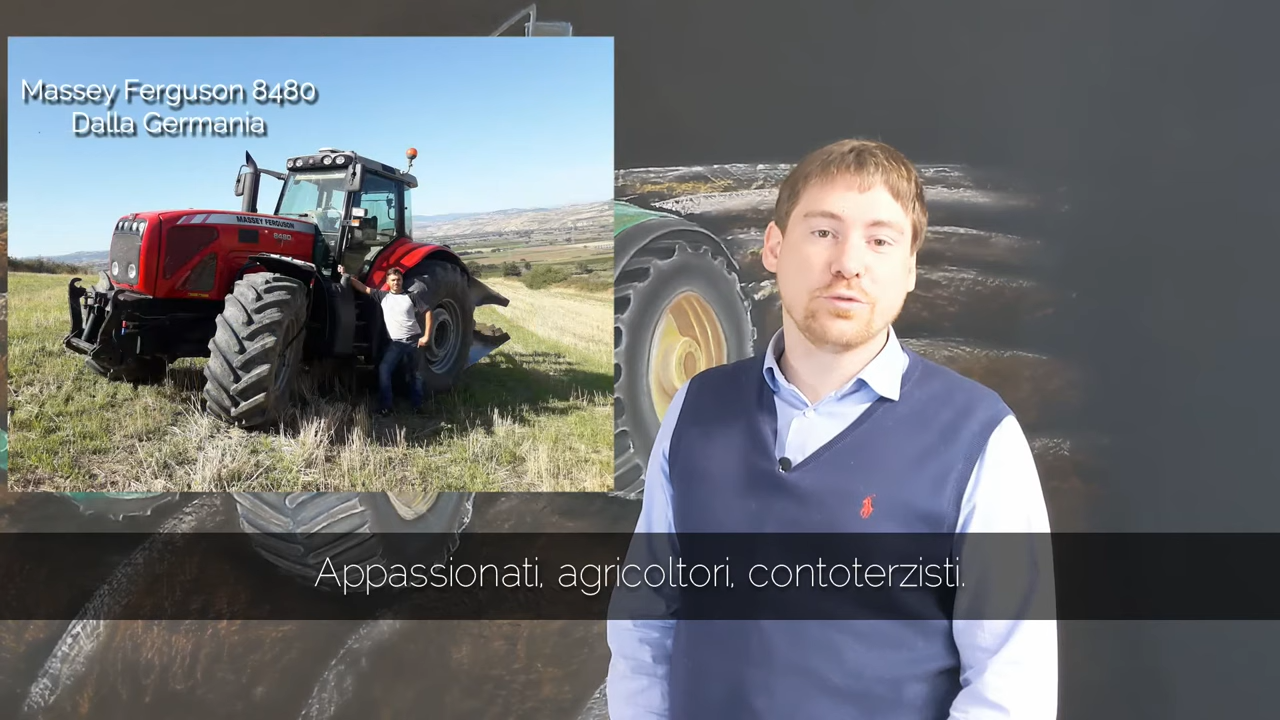 Massey Ferguson 8480
Dalla Germania
MASSEY FERGUSON
8480
Appassionati, agricoltori, contoterzisti.